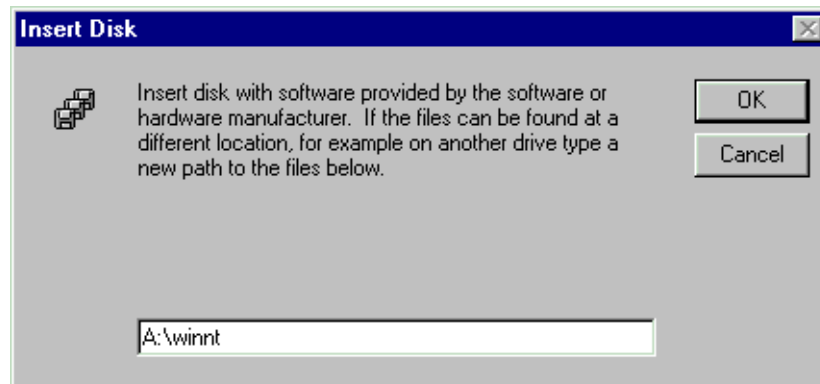 Insert Disk
Insert disk with software provided by the software or
hardware manufacturer. If the files can be found at a
different location, for example on another drive type a
new path to the files below.
OK
Cancel
A:\winnt